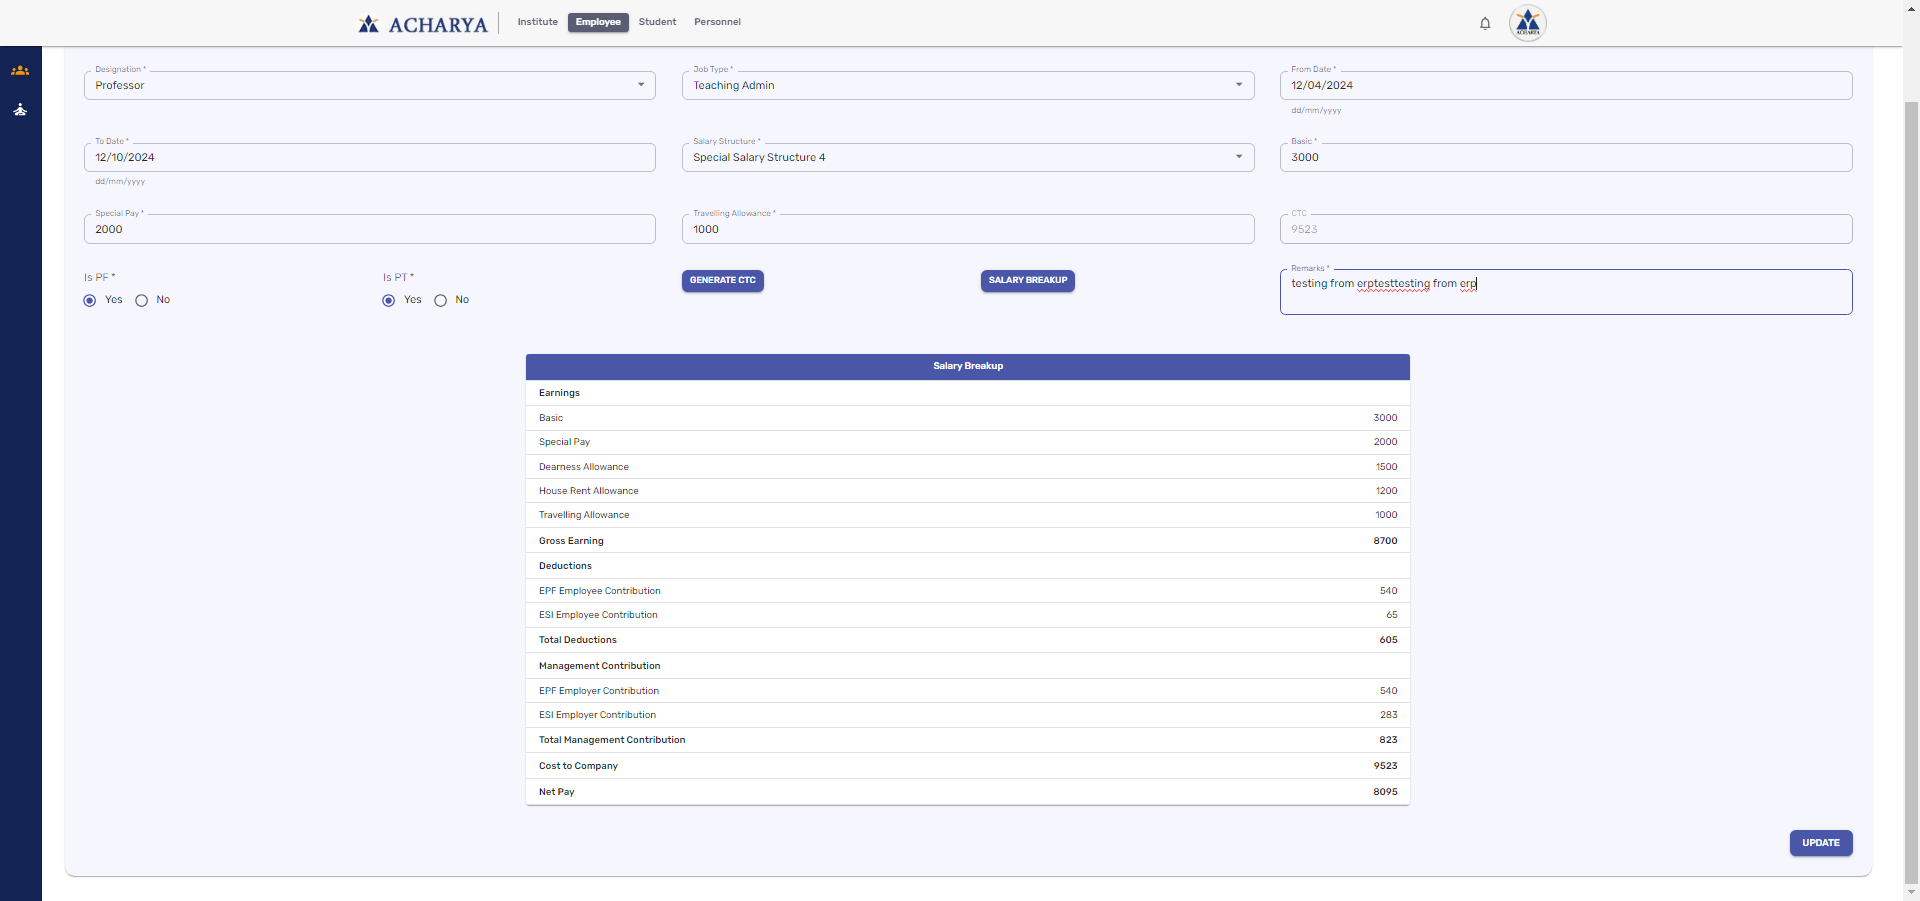 ACHARYA
Institute
Employee
Student
Personnel
ACHARYA
Designation *
Professor
Job Type *
Teaching Admin
From Date *
12/04/2024
dd/mm/yyyy
To Date *
12/10/2024
dd/mm/yyyy
Salary Structure *
Special Salary Structure 4
Basic *
3000
Special Pay *
2000
Travelling Allowance *
1000
CTC
9523
Is PF *
Yes No
Is PT *
Yes No
GENERATE CTC
SALARY BREAKUP
Remarks *
testing from erptesttesting from erp
Salary Breakup
Earnings
Basic 3000
Special Pay 2000
Dearness Allowance 1500
House Rent Allowance 1200
Travelling Allowance 1000
Gross Earning 8700
Deductions
EPF Employee Contribution 540
ESI Employee Contribution 65
Total Deductions 605
Management Contribution
EPF Employer Contribution 540
ESI Employer Contribution 283
Total Management Contribution 823
Cost to Company 9523
Net Pay 8095
UPDATE